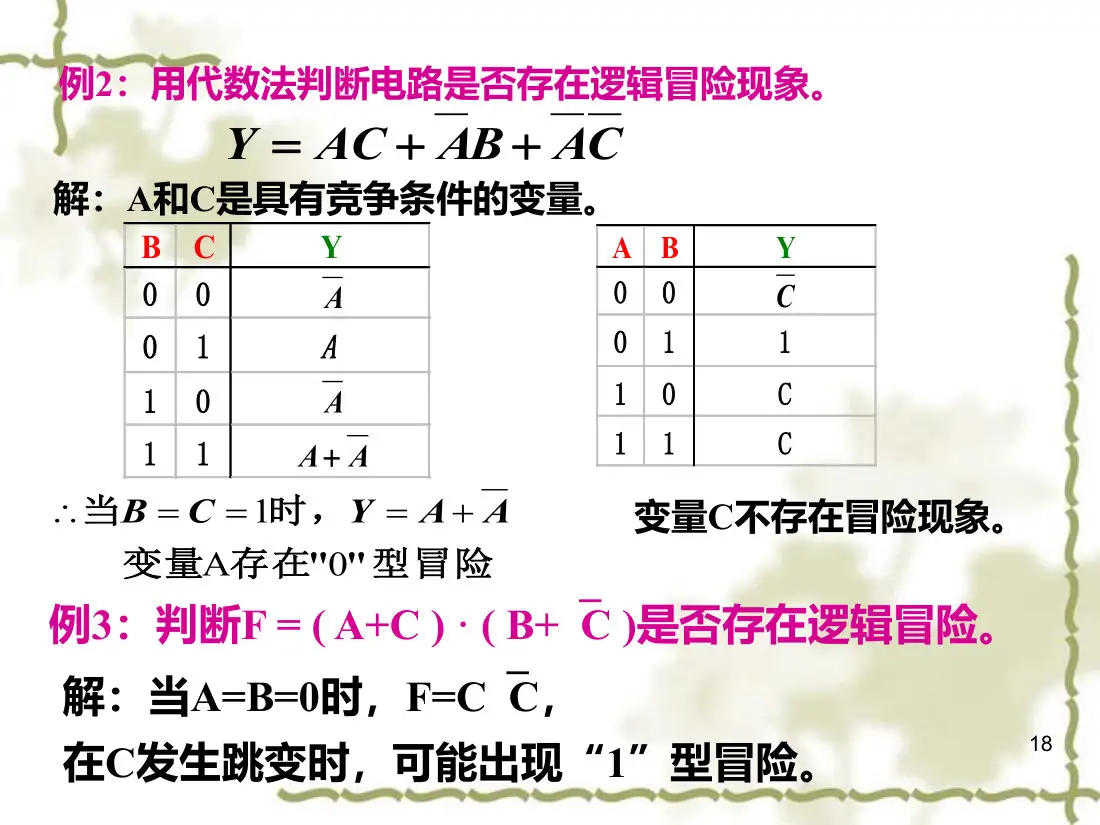 例2：用代数法判断电路是否存在逻辑冒险现象。
Y = AC + A̅B + A̅C̅
解：A和C是具有竞争条件的变量。
B C Y
0 0 A̅
0 1 A
1 0 A̅
1 1 A + A̅
A B Y
0 0 C̅
0 1 1
1 0 C
1 1 C
∴当B = C = 1时，Y = A + A̅
变量A存在"0"型冒险
变量C不存在冒险现象。
例3：判断F = ( A+C ) · ( B+ C̅ )是否存在逻辑冒险。
解：当A=B=0时，F=C C̅，
在C发生跳变时，可能出现“1”型冒险。
18